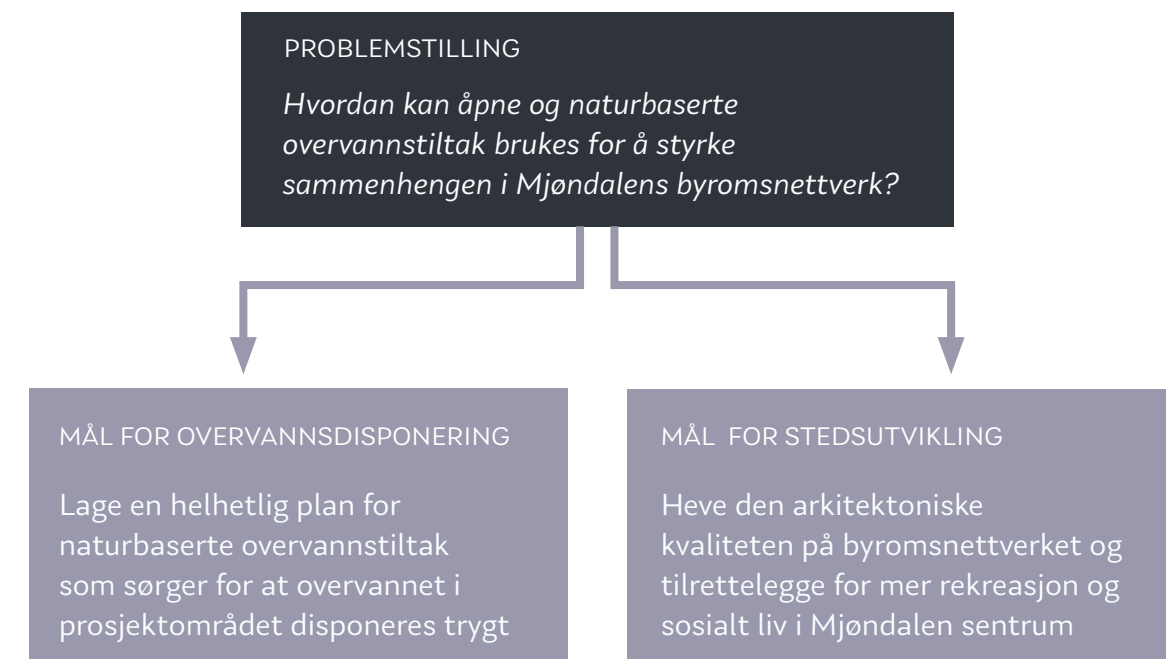 PROBLEMSTILLING
Hvordan kan åpne og naturbaserte
overvannstiltak brukes for å styrke
sammenhengen i Mjøndalens byromsnettverk?
MÅL FOR OVERVANNSDISPONERING
Lage en helhetlig plan for
naturbaserte overvannstiltak
som sørger for at overvannet i
prosjektområdet disponeres trygt
MÅL FOR STEDSUTVIKLING
Heve den arkitektoniske
kvaliteten på byromsnettverket og
tilrettelegge for mer rekreasjon og
sosialt liv i Mjøndalen sentrum